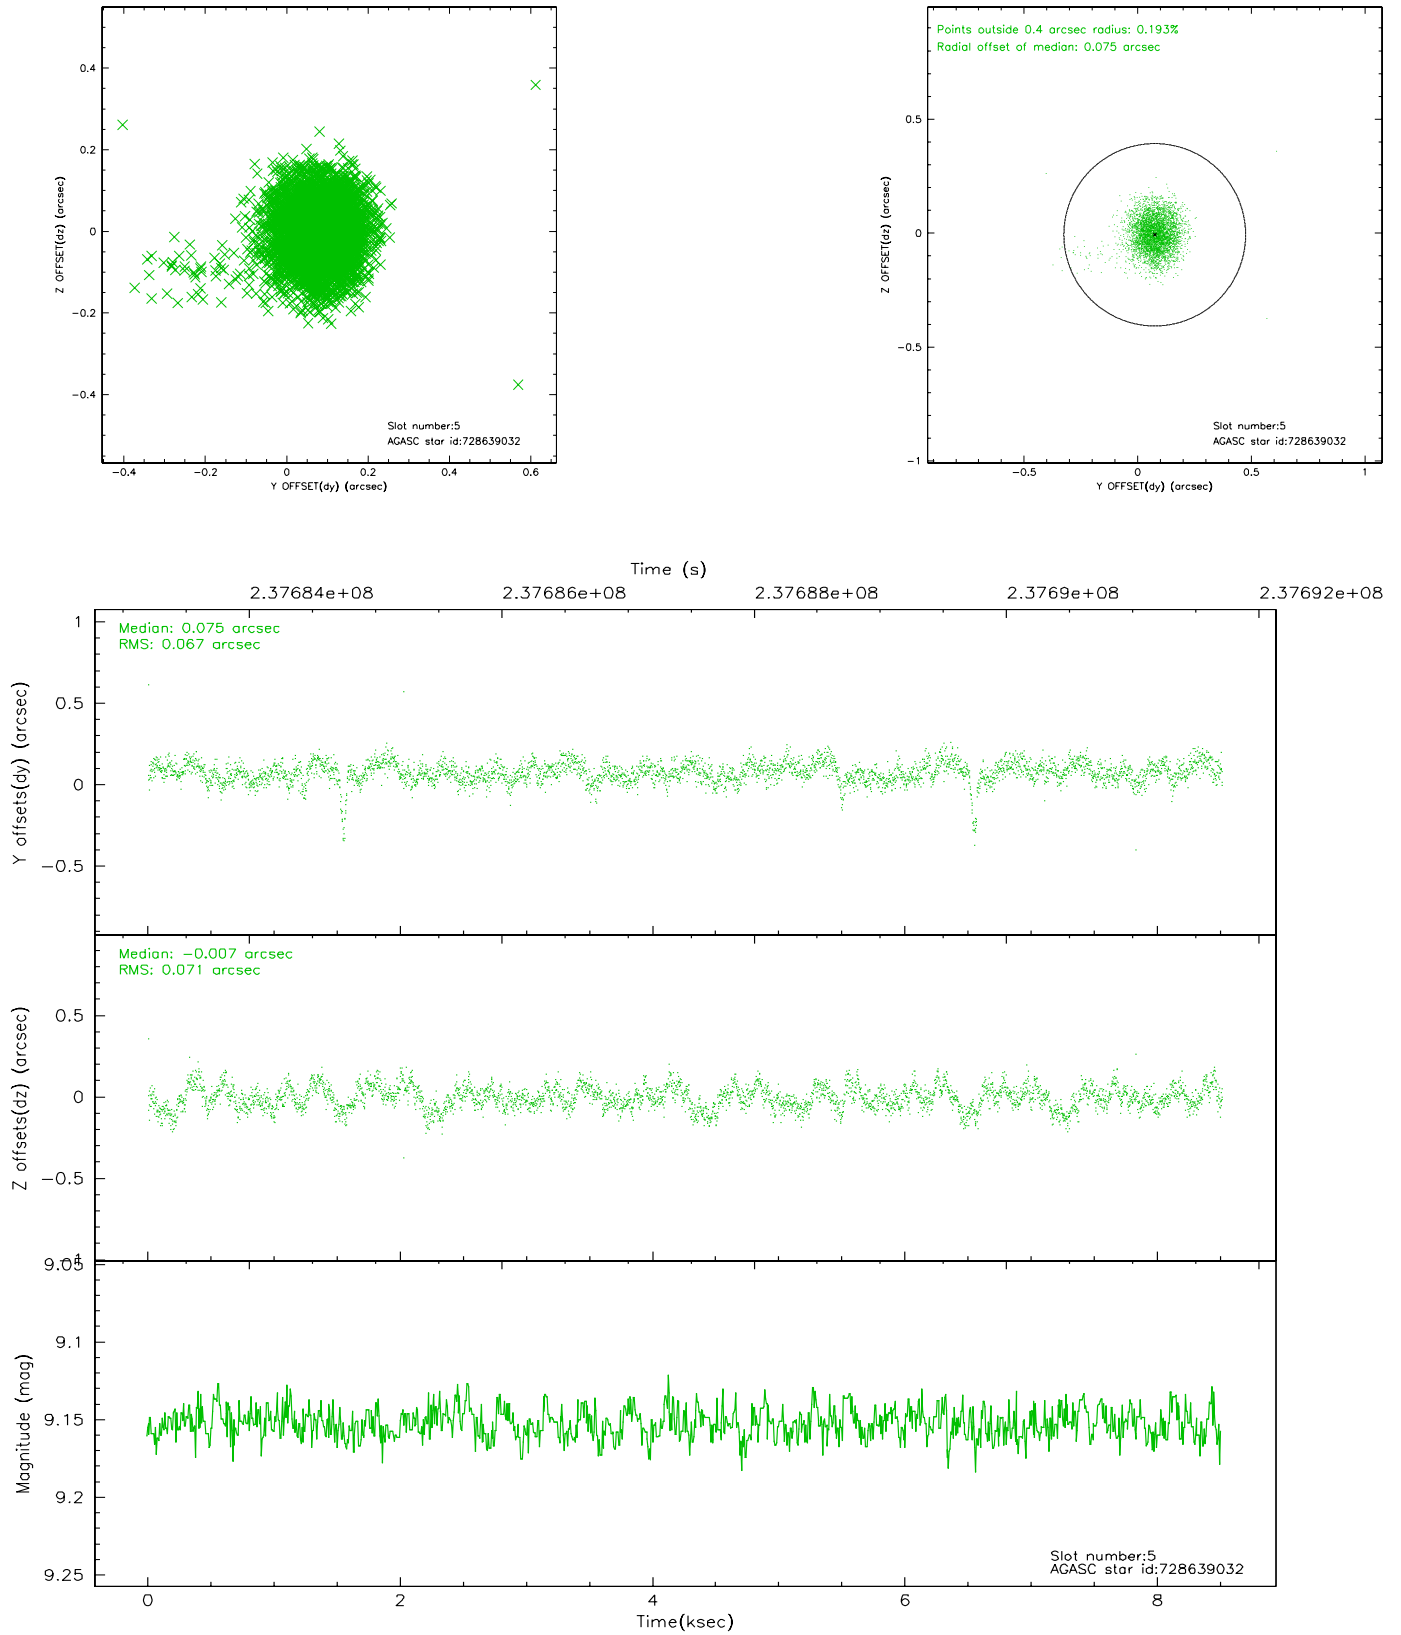 0.4
0.2
0
−0.2
−0.4
Z OFFSET(dz) (arcsec)
Slot number:5
AGASC star id:728639032
−0.4
−0.2
0
0.2
0.4
0.6
Y OFFSET(dy) (arcsec)
Points outside 0.4 arcsec radius: 0.193%
Radial offset of median: 0.075 arcsec
0.5
0
−0.5
−1
Z OFFSET(dz) (arcsec)
Slot number:5
AGASC star id:728639032
−0.5
0
0.5
1
Y OFFSET(dy) (arcsec)
Time (s)
2.37684e+08
2.37686e+08
2.37688e+08
2.3769e+08
2.37692e+08
Median: 0.075 arcsec
RMS: 0.067 arcsec
1
0.5
0
−0.5
Y offsets(dy) (arcsec)
Median: −0.007 arcsec
RMS: 0.071 arcsec
0.5
0
−0.5
−1
Z offsets(dz) (arcsec)
9.05
9.1
9.15
9.2
9.25
Magnitude (mag)
Slot number:5
AGASC star id:728639032
0
2
4
6
8
Time(ksec)